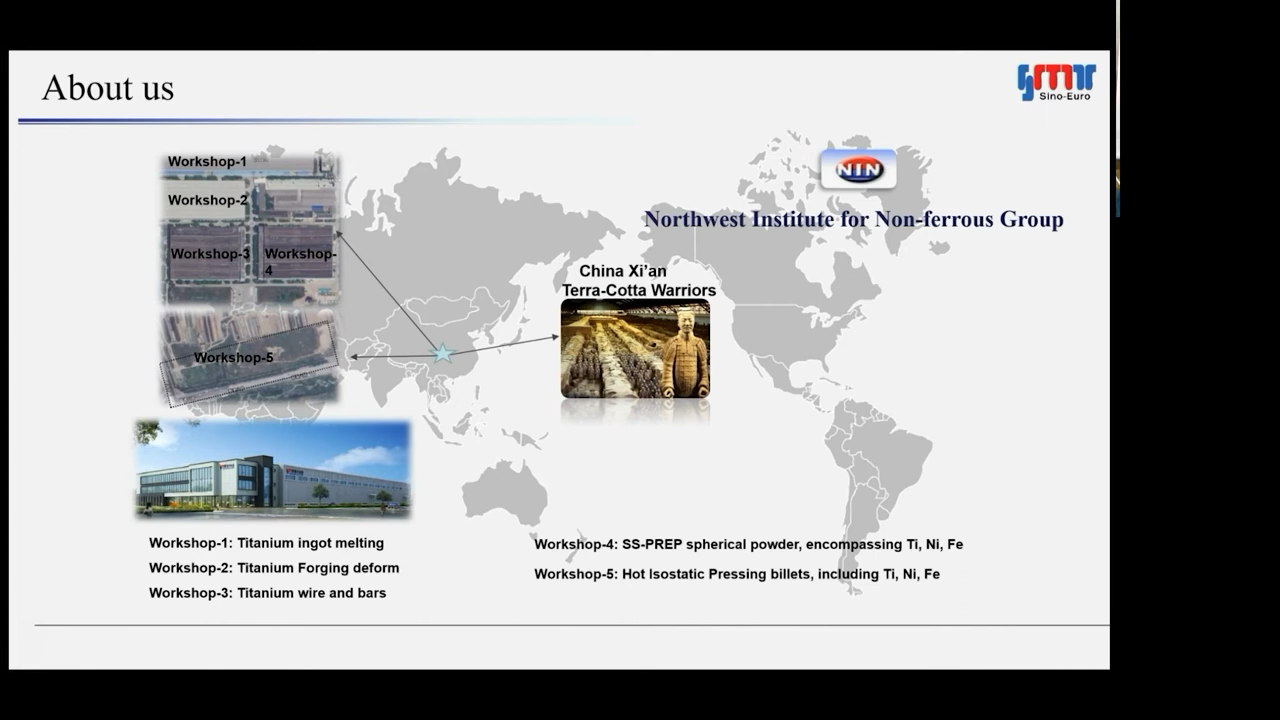 About us
Sino-Euro
Workshop-1
Workshop-2
Workshop-3
Workshop-
4
Workshop-5
NIN
Northwest Institute for Non-ferrous Group
China Xi’an
Terra-Cotta Warriors
Workshop-1: Titanium ingot melting
Workshop-2: Titanium Forging deform
Workshop-3: Titanium wire and bars
Workshop-4: SS-PREP spherical powder, encompassing Ti, Ni, Fe
Workshop-5: Hot Isostatic Pressing billets, including Ti, Ni, Fe